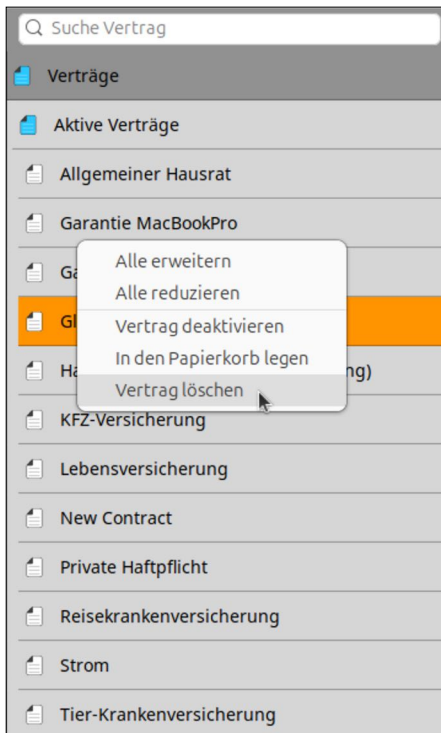 Suche Vertrag
Verträge
Aktive Verträge
Allgemeiner Hausrat
Garantie MacBookPro
Alle erweitern
Alle reduzieren
Vertrag deaktivieren
In den Papierkorb legen
Vertrag löschen
KFZ-Versicherung
Lebensversicherung
New Contract
Private Haftpflicht
Reisekrankenversicherung
Strom
Tier-Krankenversicherung